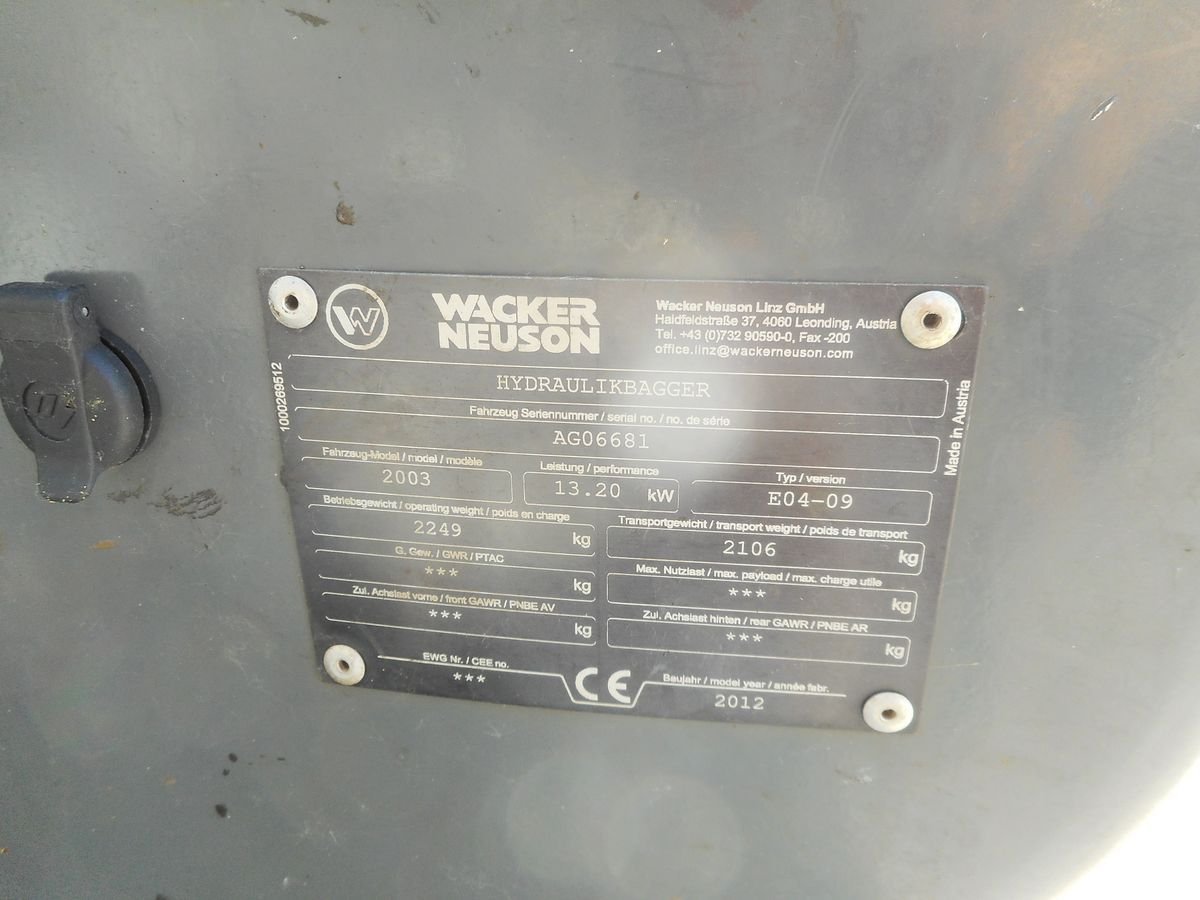 W
WACKER
NEUSON
Wacker Neuson Linz GmbH
Haidfeldstraße 37, 4060 Leonding, Austria
Tel. +43 (0)732 90590-0, Fax -200
office.linz@wackerneuson.com
1000269512
HYDRAULIKBAGGER
Fahrzeug Seriennummer / serial no. / no. de série
AG06681
Made in Austria
Fahrzeug-Model / model / modèle
2003
Leistung / performance
13.20 kW
Typ / version
E04-09
Betriebsgewicht / operating weight / poids en charge
2249 kg
Transportgewicht / transport weight / poids de transport
2106 kg
G. Gew. / GWR / PTAC
*** kg
Max. Nutzlast / max. payload / max. charge utile
*** kg
Zul. Achslast vorne / front GAWR / PNBE AV
*** kg
Zul. Achslast hinten / rear GAWR / PNBE AR
*** kg
EWG Nr. / CEE no.
***
CE
Baujahr / model year / année fabr.
2012